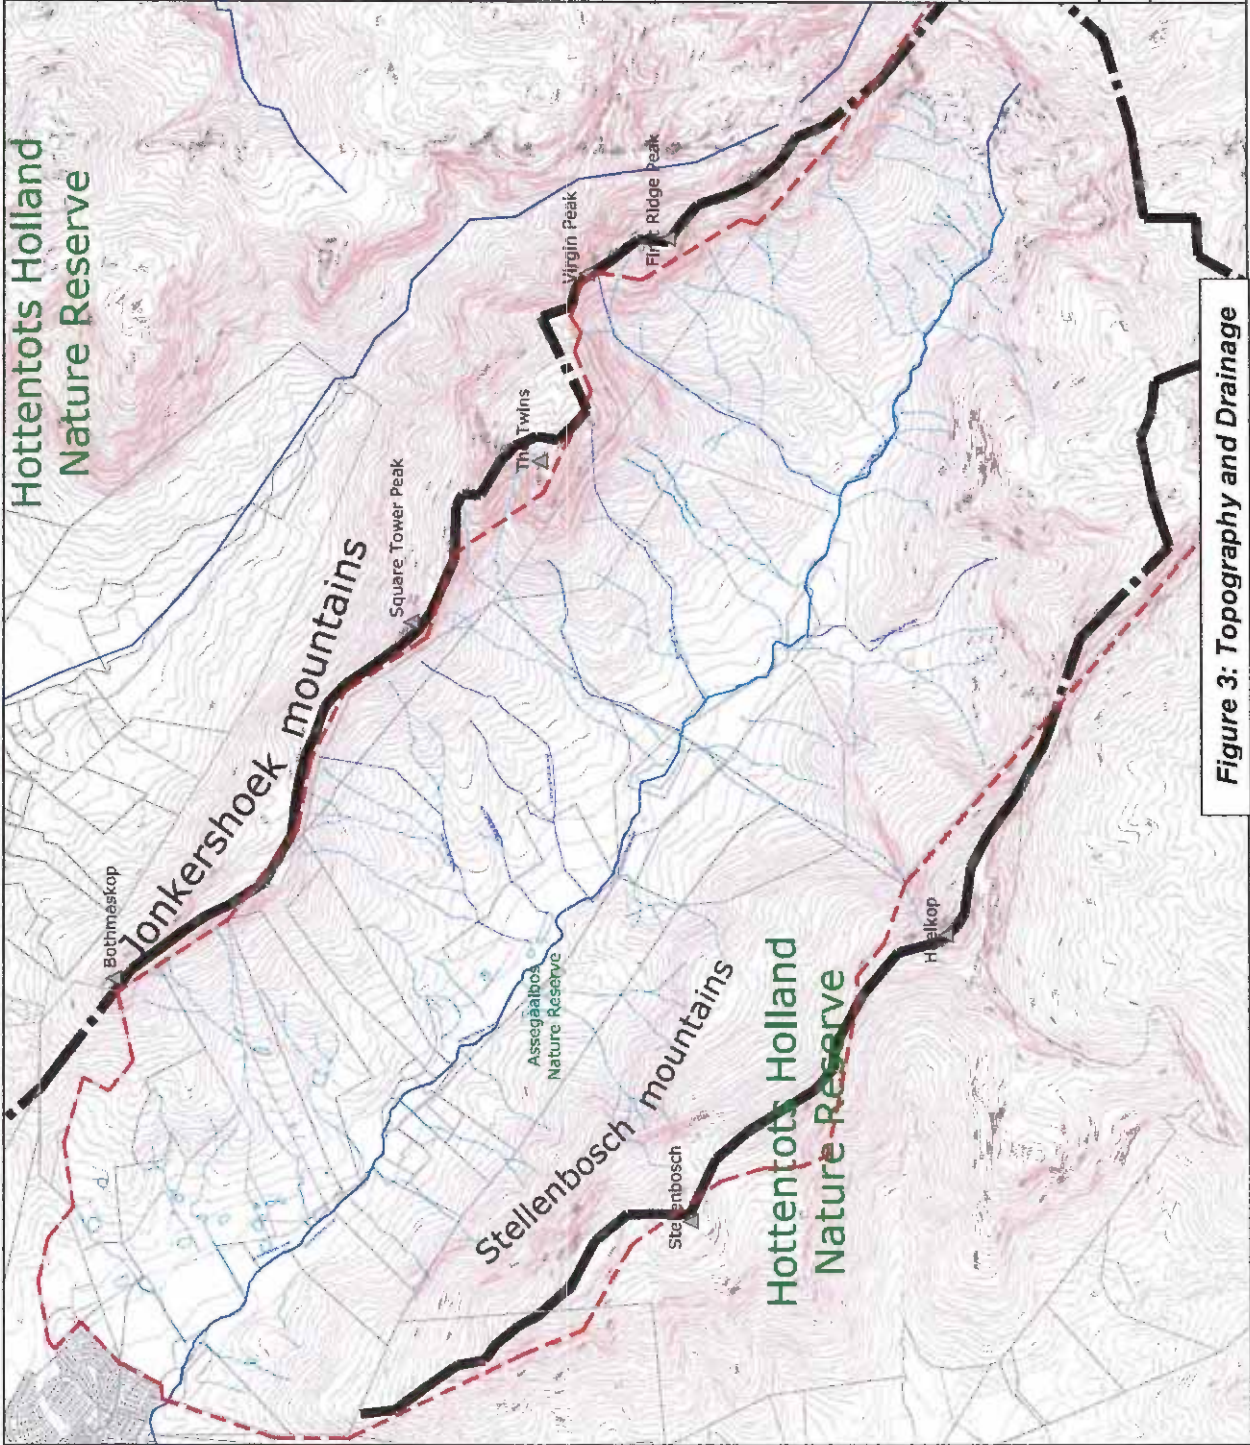 Hottentots Holland
Nature Reserve
Jonkershoek mountains
Bothmaskop
Square Tower Peak
The Twins
Virgin Peak
First Ridge Peak
Assegaaibos
Nature Reserve
Stellenbosch mountains
Stellenbosch
Hottentots Holland
Nature Reserve
Figure 3: Topography and Drainage